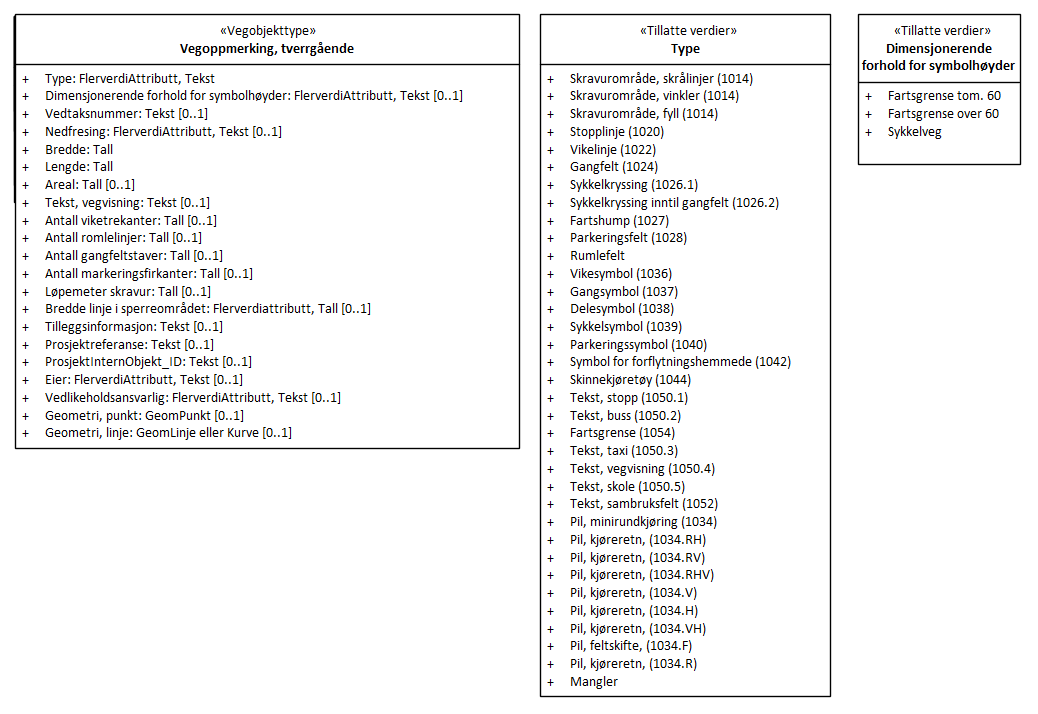 «Vegobjekttype»
Vegoppmerking, tverrgående
+ Type: FlerverdiAttributt, Tekst
+ Dimensjonerende forhold for symbolhøyder: FlerverdiAttributt, Tekst [0..1]
+ Vedtaksnummer: Tekst [0..1]
+ Nedfresing: FlerverdiAttributt, Tekst [0..1]
+ Bredde: Tall
+ Lengde: Tall
+ Areal: Tall [0..1]
+ Tekst, vegvisning: Tekst [0..1]
+ Antall viketrekanter: Tall [0..1]
+ Antall romlelinjer: Tall [0..1]
+ Antall gangfeltstaver: Tall [0..1]
+ Antall markeringsfirkanter: Tall [0..1]
+ Løpemeter skravur: Tall [0..1]
+ Bredde linje i sperreområdet: Flerverdiattributt, Tall [0..1]
+ Tilleggsinformasjon: Tekst [0..1]
+ Prosjektreferanse: Tekst [0..1]
+ ProsjektInternObjekt_ID: Tekst [0..1]
+ Eier: FlerverdiAttributt, Tekst [0..1]
+ Vedlikeholdsansvarlig: FlerverdiAttributt, Tekst [0..1]
+ Geometri, punkt: GeomPunkt [0..1]
+ Geometri, linje: GeomLinje eller Kurve [0..1]
«Tillatte verdier»
Type
+ Skravurområde, skrålinjer (1014)
+ Skravurområde, vinkler (1014)
+ Skravurområde, fyll (1014)
+ Stopplinje (1020)
+ Vikelinje (1022)
+ Gangfelt (1024)
+ Sykkelkryssing (1026.1)
+ Sykkelkryssing inntil gangfelt (1026.2)
+ Fartshump (1027)
+ Parkeringsfelt (1028)
+ Rumlefelt
+ Vikesymbol (1036)
+ Gangsymbol (1037)
+ Delesymbol (1038)
+ Sykkelsymbol (1039)
+ Parkeringssymbol (1040)
+ Symbol for forflytningshemmede (1042)
+ Skinnekjøretøy (1044)
+ Tekst, stopp (1050.1)
+ Tekst, buss (1050.2)
+ Fartsgrense (1054)
+ Tekst, taxi (1050.3)
+ Tekst, vegvisning (1050.4)
+ Tekst, skole (1050.5)
+ Tekst, sambruksfelt (1052)
+ Pil, minirundkjøring (1034)
+ Pil, kjøreretn, (1034.RH)
+ Pil, kjøreretn, (1034.RV)
+ Pil, kjøreretn, (1034.RHV)
+ Pil, kjøreretn, (1034.V)
+ Pil, kjøreretn, (1034.H)
+ Pil, kjøreretn, (1034.VH)
+ Pil, feltskifte, (1034.F)
+ Pil, kjøreretn, (1034.R)
+ Mangler
«Tillatte verdier»
Dimensjonerende
forhold for symbolhøyder
+ Fartsgrense tom. 60
+ Fartsgrense over 60
+ Sykkelveg